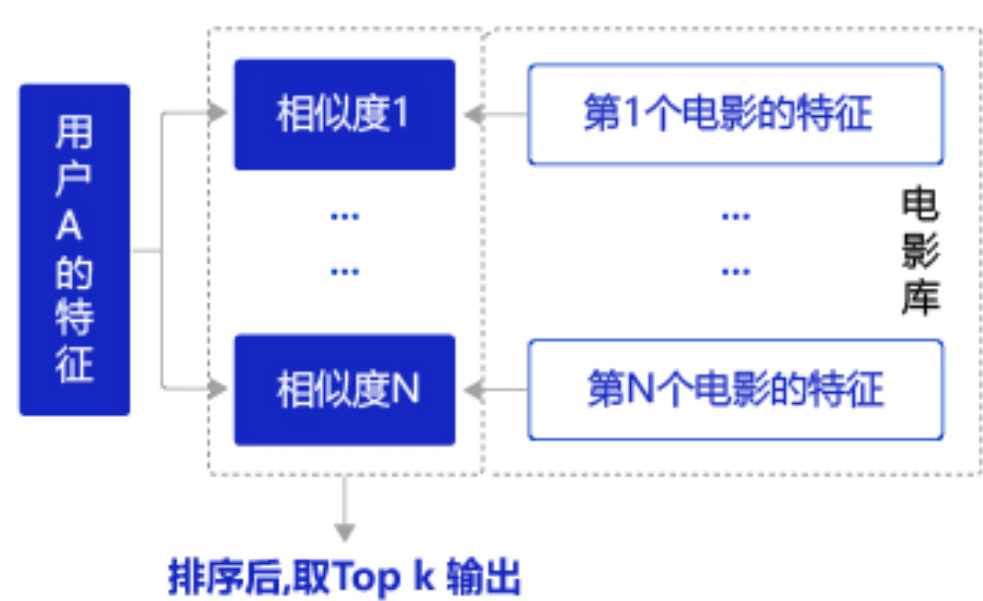 用户A的特征
相似度1
第1个电影的特征
...
...
...
...
电影库
相似度N
第N个电影的特征
排序后,取Top k 输出